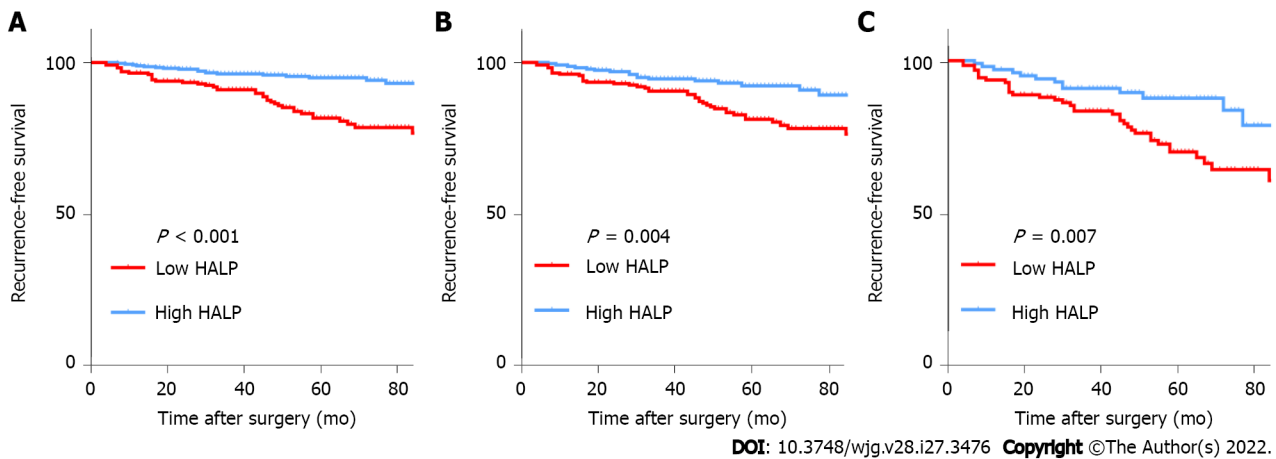 A
Recurrence-free survival
100
50
0
P < 0.001
Low HALP
High HALP
0 20 40 60 80
Time after surgery (mo)
B
Recurrence-free survival
100
50
0
P = 0.004
Low HALP
High HALP
0 20 40 60 80
Time after surgery (mo)
C
Recurrence-free survival
100
50
0
P = 0.007
Low HALP
High HALP
0 20 40 60 80
Time after surgery (mo)
DOI: 10.3748/wjg.v28.i27.3476 Copyright ©The Author(s) 2022.